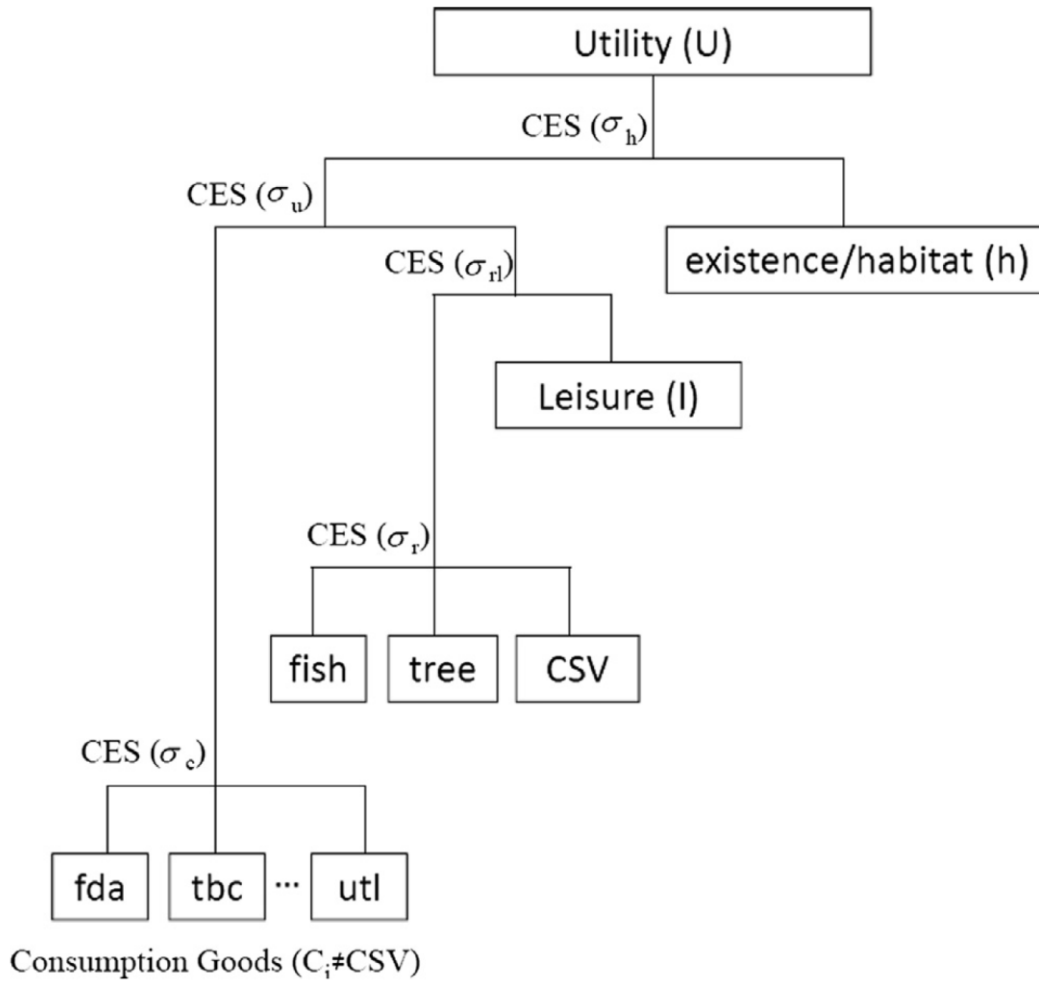 Utility (U)
CES (σh)
CES (σu)
CES (σrl)
existence/habitat (h)
Leisure (l)
CES (σr)
fish
tree
CSV
CES (σc)
fda
tbc
...
utl
Consumption Goods (Ci≠CSV)